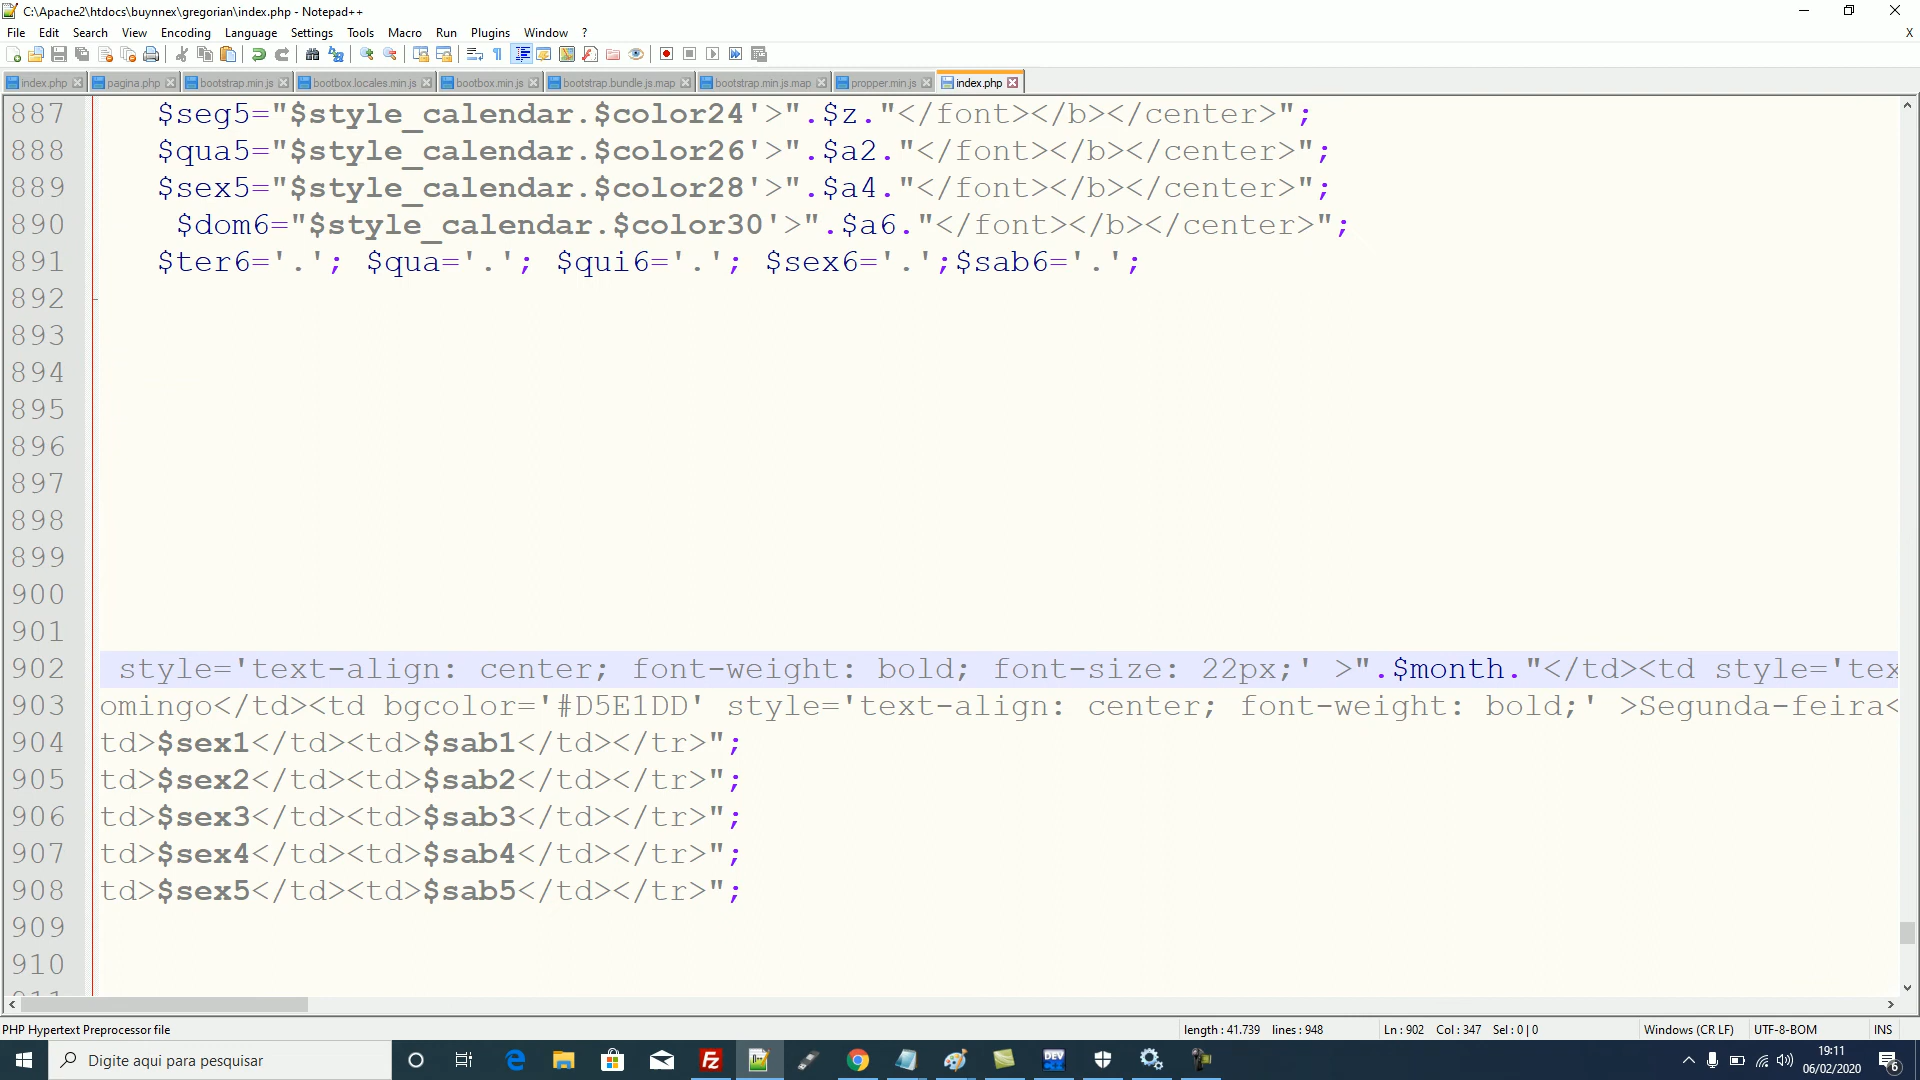 C:\Apache2\htdocs\buynnex\gregorian\index.php - Notepad++
File Edit Search View Encoding Language Settings Tools Macro Run Plugins Window ? X
index.php pagina.php bootstrap.min.js bootbox.locales.min.js bootbox.min.js bootstrap.bundle.js.map bootstrap.min.js.map propper.min.js index.php
887 $seg5="$style_calendar.$color24'>".$z."</font></b></center>";
888 $qua5="$style_calendar.$color26'>".$a2."</font></b></center>";
889 $sex5="$style_calendar.$color28'>".$a4."</font></b></center>";
890 $dom6="$style_calendar.$color30'>".$a6."</font></b></center>";
891 $ter6='.'; $qua='.'; $qui6='.'; $sex6='.';$sab6='.';
892
893
894
895
896
897
898
899
900
901
902 style='text-align: center; font-weight: bold; font-size: 22px;' >".$month."</td><td style='tex
903 omingo</td><td bgcolor='#D5E1DD' style='text-align: center; font-weight: bold;' >Segunda-feira<
904 td>$sex1</td><td>$sab1</td></tr>";
905 td>$sex2</td><td>$sab2</td></tr>";
906 td>$sex3</td><td>$sab3</td></tr>";
907 td>$sex4</td><td>$sab4</td></tr>";
908 td>$sex5</td><td>$sab5</td></tr>";
909
910
PHP Hypertext Preprocessor file length : 41.739 lines : 948 Ln : 902 Col : 347 Sel : 0 | 0 Windows (CR LF) UTF-8-BOM INS
Digite aqui para pesquisar
19:11
06/02/2020